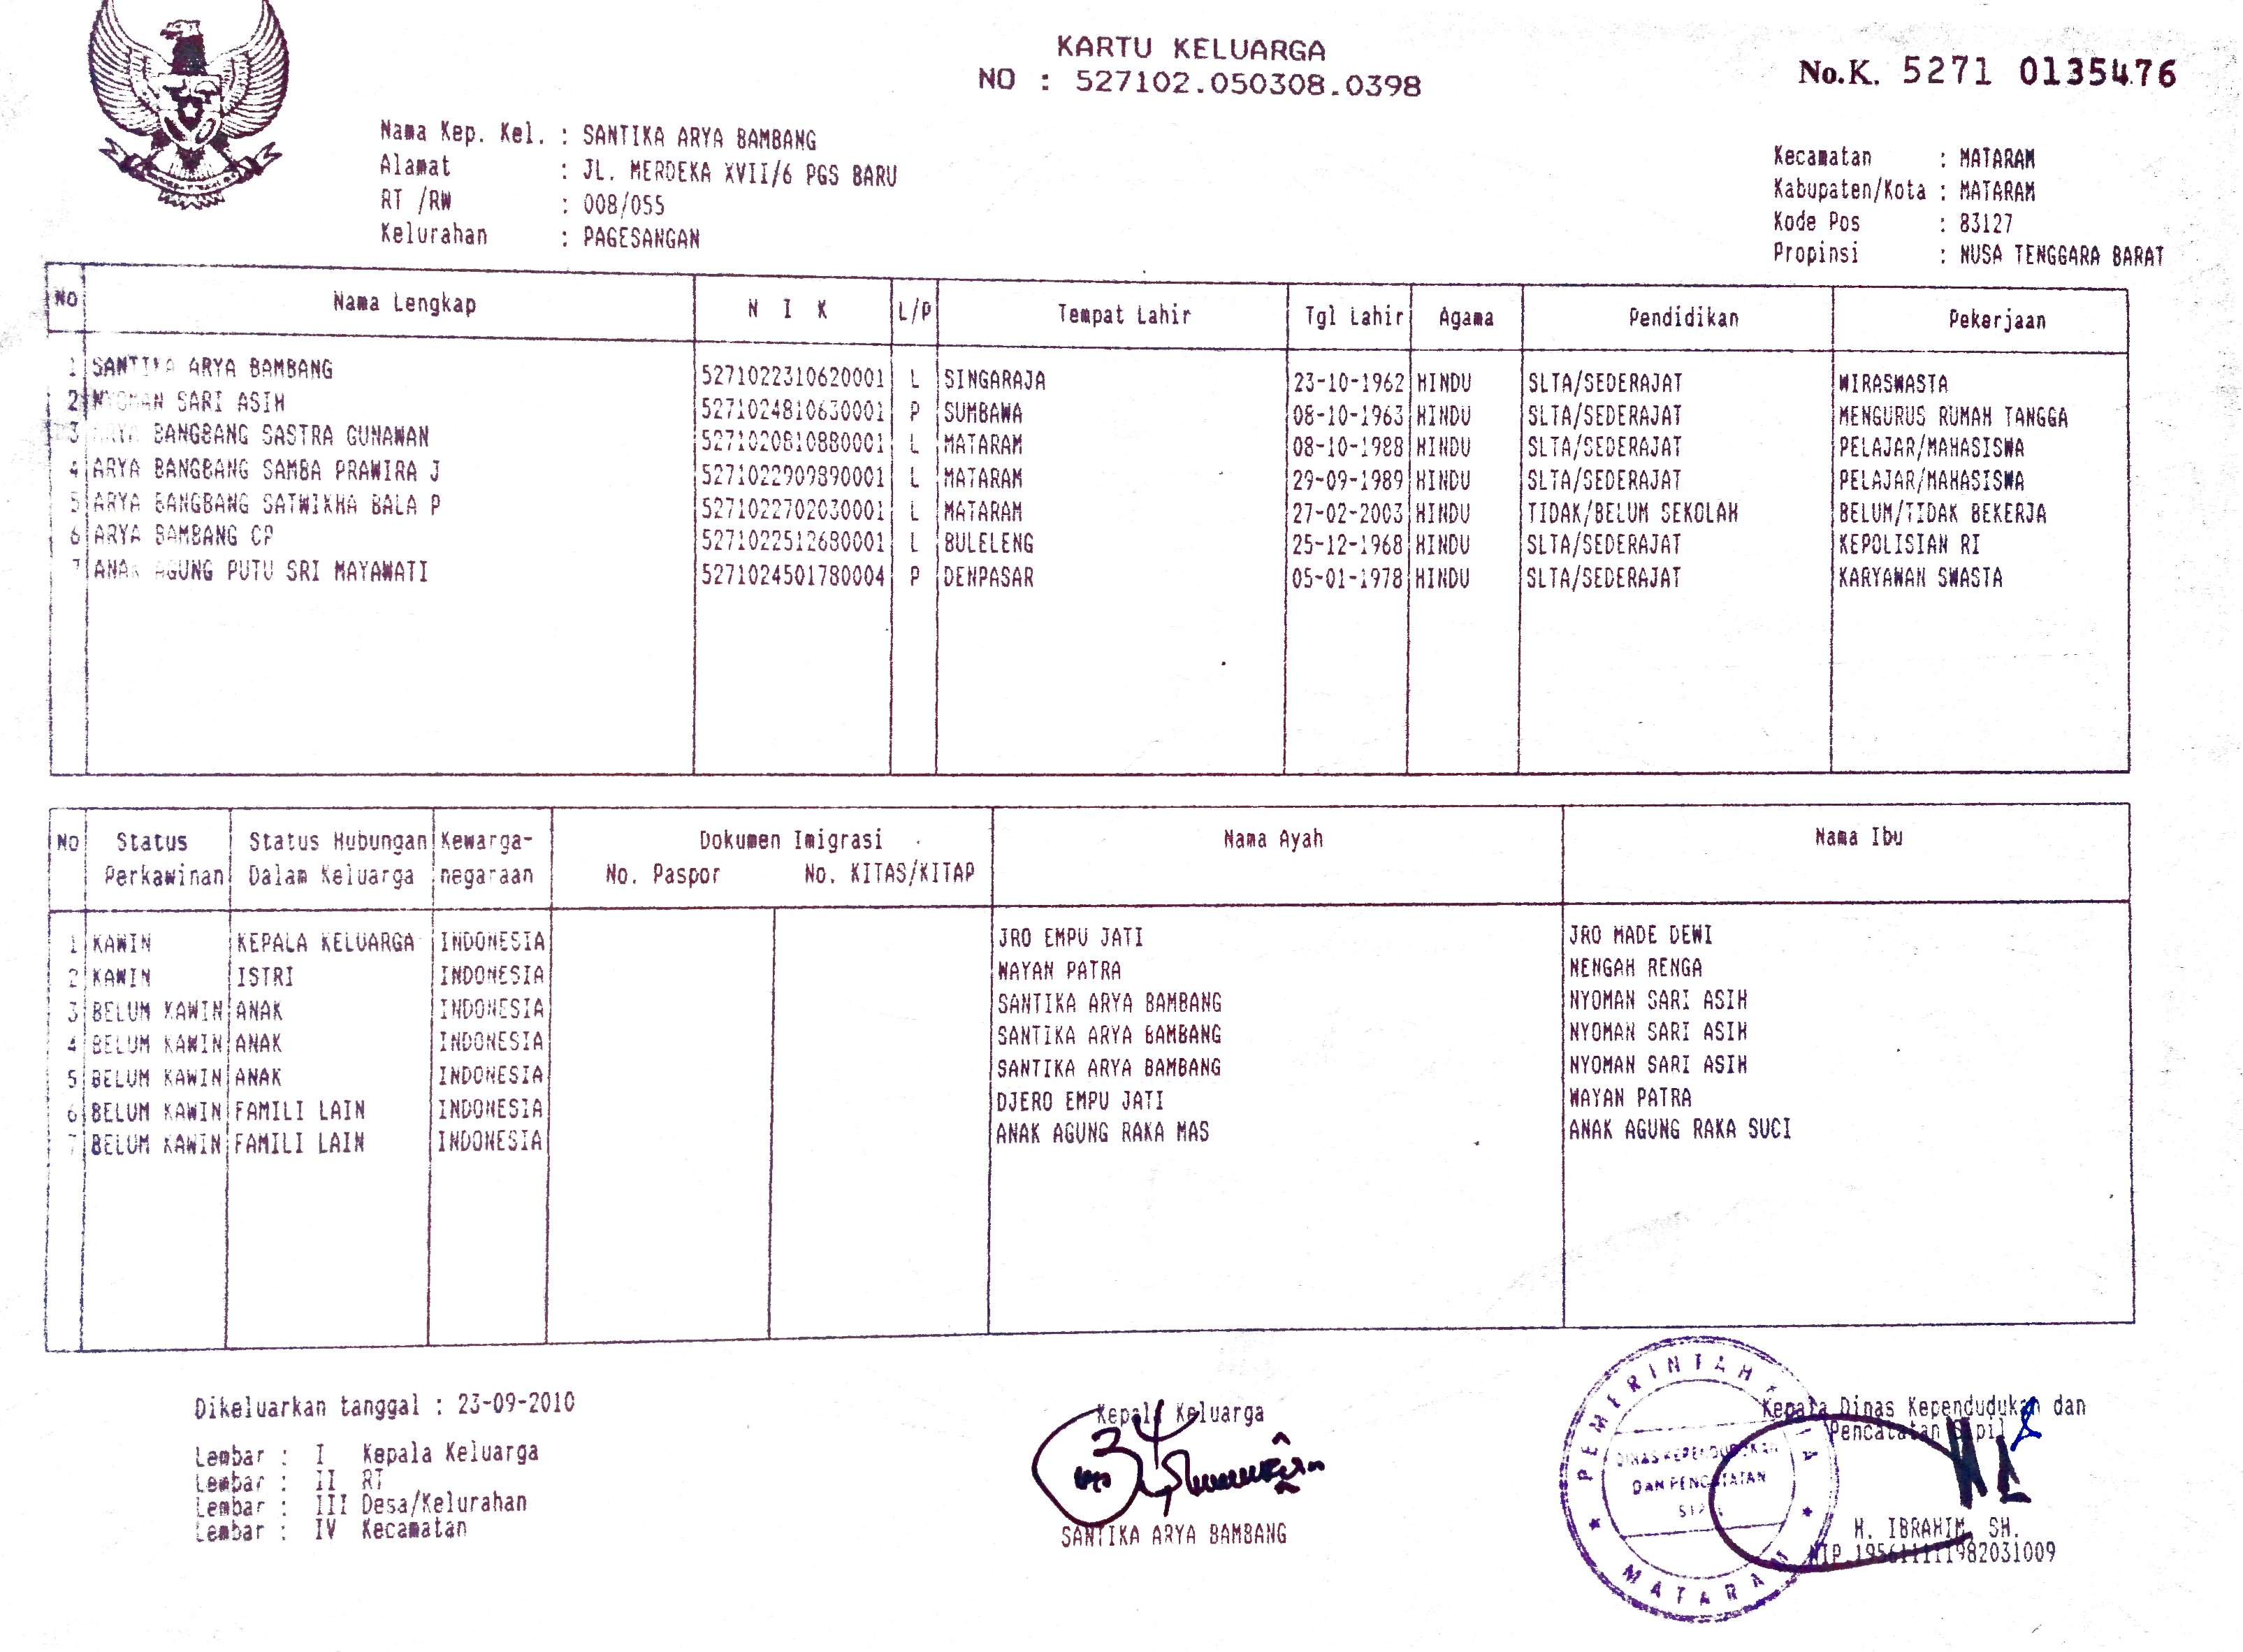 KARTU KELUARGA
NO : 527102.050308.0398
No.K. 5271 0135476
Nama Kep. Kel. : SANTIKA ARYA BAMBANG
Alamat : JL. MERDEKA XVII/6 PGS BARU
RT /RW : 008/055
Kelurahan : PAGESANGAN
Kecamatan : MATARAM
Kabupaten/Kota : MATARAM
Kode Pos : 83127
Propinsi : NUSA TENGGARA BARAT
No Nama Lengkap N I K L/P Tempat Lahir Tgl Lahir Agama Pendidikan Pekerjaan
1 SANTIKA ARYA BAMBANG 5271022310620001 L SINGARAJA 23-10-1962 HINDU SLTA/SEDERAJAT WIRASWASTA
2 NYOMAN SARI ASIH 5271024810630001 P SUMBAWA 08-10-1963 HINDU SLTA/SEDERAJAT MENGURUS RUMAH TANGGA
3 ARYA BANGBANG SASTRA GUNAWAN 5271020810880001 L MATARAM 08-10-1988 HINDU SLTA/SEDERAJAT PELAJAR/MAHASISWA
4 ARYA BANGBANG SAMBA PRAWIRA J 5271022909890001 L MATARAM 29-09-1989 HINDU SLTA/SEDERAJAT PELAJAR/MAHASISWA
5 ARYA BANGBANG SATWIKHA BALA P 5271022702030001 L MATARAM 27-02-2003 HINDU TIDAK/BELUM SEKOLAH BELUM/TIDAK BEKERJA
6 ARYA BAMBANG CP 5271022512680001 L BULELENG 25-12-1968 HINDU SLTA/SEDERAJAT KEPOLISIAN RI
7 ANAK AGUNG PUTU SRI MAYAWATI 5271024501780004 P DENPASAR 05-01-1978 HINDU SLTA/SEDERAJAT KARYAWAN SWASTA
No Status Status Hubungan Kewarga- Dokumen Imigrasi Nama Ayah Nama Ibu
Perkawinan Dalam Keluarga negaraan No. Paspor No. KITAS/KITAP
1 KAWIN KEPALA KELUARGA INDONESIA JRO EMPU JATI JRO MADE DEWI
2 KAWIN ISTRI INDONESIA WAYAN PATRA NENGAH RENGA
3 BELUM KAWIN ANAK INDONESIA SANTIKA ARYA BAMBANG NYOMAN SARI ASIH
4 BELUM KAWIN ANAK INDONESIA SANTIKA ARYA BAMBANG NYOMAN SARI ASIH
5 BELUM KAWIN ANAK INDONESIA SANTIKA ARYA BAMBANG NYOMAN SARI ASIH
6 BELUM KAWIN FAMILI LAIN INDONESIA DJERO EMPU JATI WAYAN PATRA
7 BELUM KAWIN FAMILI LAIN INDONESIA ANAK AGUNG RAKA MAS ANAK AGUNG RAKA SUCI
Dikeluarkan tanggal : 23-09-2010
Lembar : I Kepala Keluarga
Lembar : II RT
Lembar : III Desa/Kelurahan
Lembar : IV Kecamatan
Kepala Keluarga
SANTIKA ARYA BAMBANG
Kepala Dinas Kependudukan dan
Pencatatan Sipil
H. IBRAHIM, SH.
NIP.195611111982031009
PEMERINTAH
DINAS KEPENDUDUKAN
DAN PENCATATAN
SIPIL
MATARAM